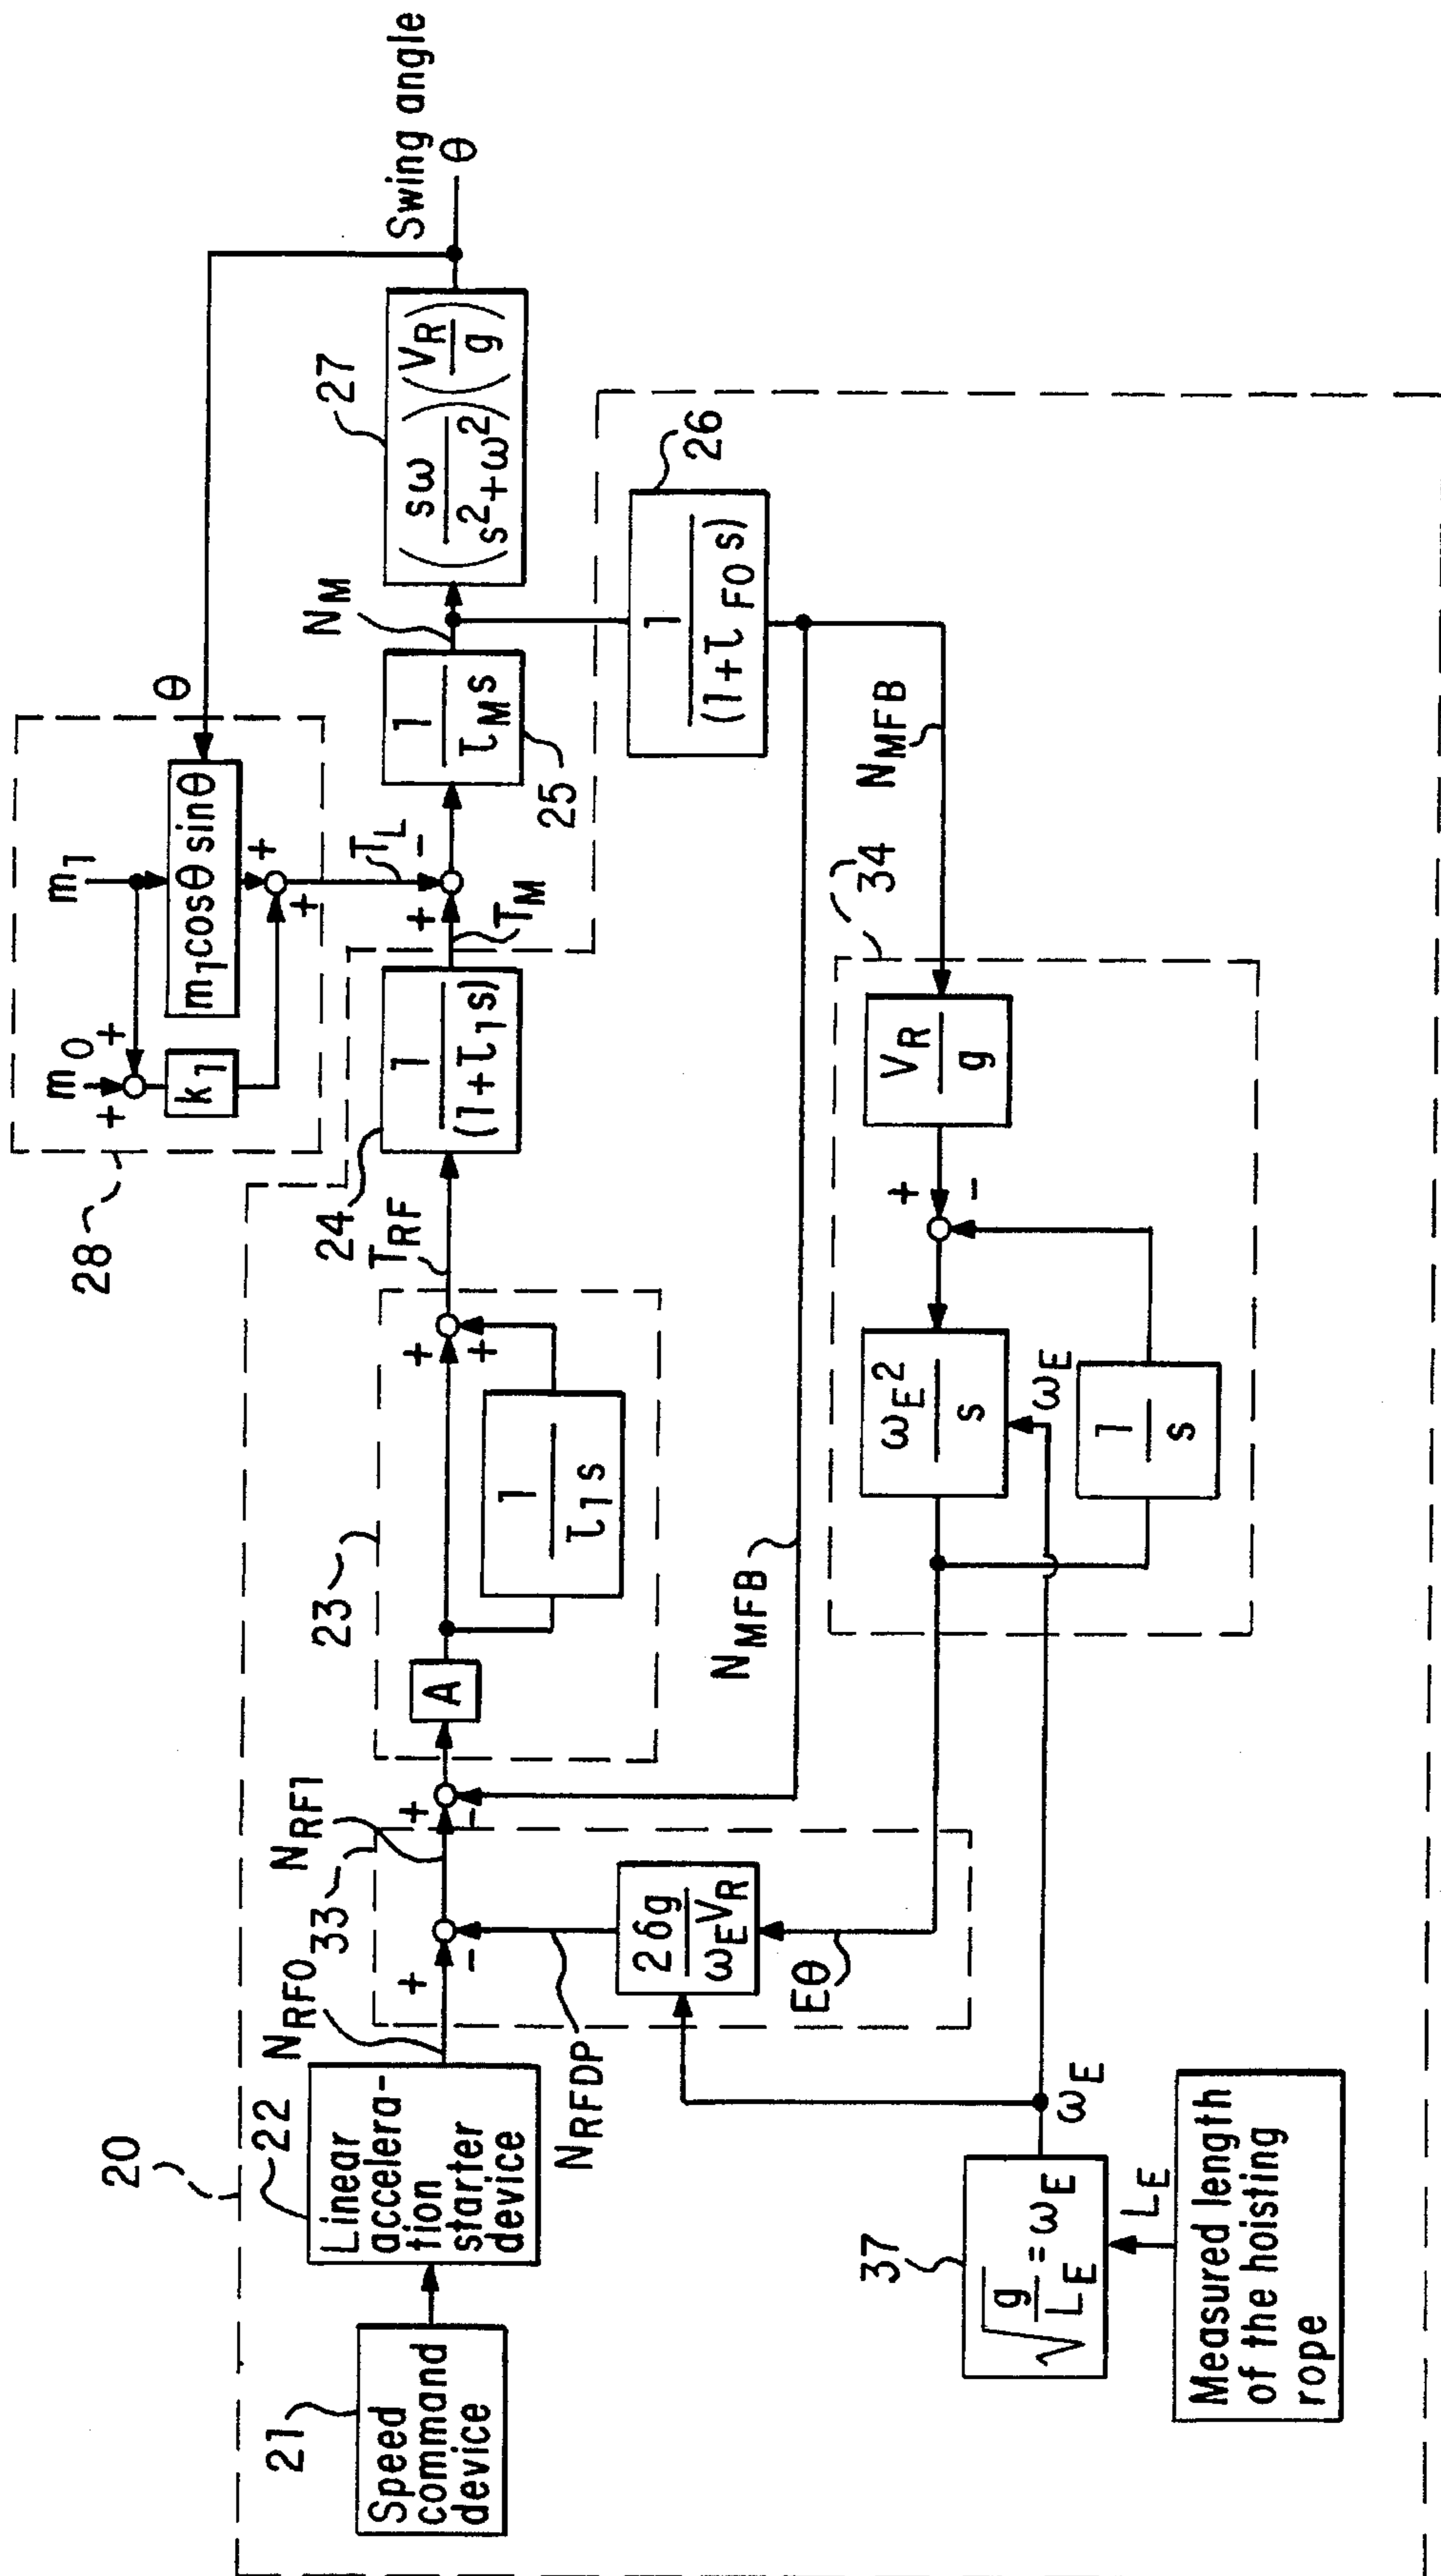 20
21
Speed
command
device
22
Linear
accelera-
tion
starter
device
N_RF0
33
N_RF1
+
-
+
-
N_RFDP
2δg
ω_E V_R
Eθ
23
A
1
τ_1 s
+
+
T_RF
24
1
(1+τ_1 s)
T_M
+
-
T_L
28
m_0
m_1
+
+
k_1
m_1 cosθ sinθ
+
+
θ
1
τ_M s
25
N_M
27
(sω / s²+ω²)(V_R / g)
Swing angle
θ
26
1
(1+τ_F0 s)
N_MFB
N_MFB
34
V_R
g
+
-
ω_E²
s
ω_E
1
s
37
√(g / L_E) = ω_E
ω_E
L_E
Measured length
of the hoisting
rope